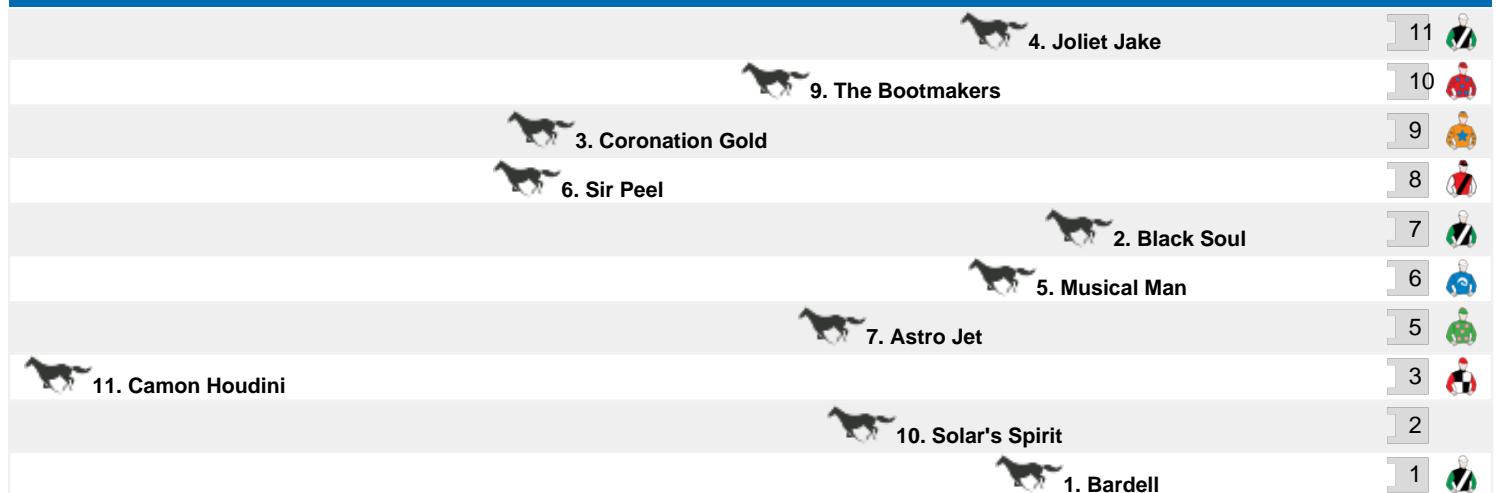 4. Joliet Jake 11
9. The Bootmakers 10
3. Coronation Gold 9
6. Sir Peel 8
2. Black Soul 7
5. Musical Man 6
7. Astro Jet 5
11. Camon Houdini 3
10. Solar's Spirit 2
1. Bardell 1